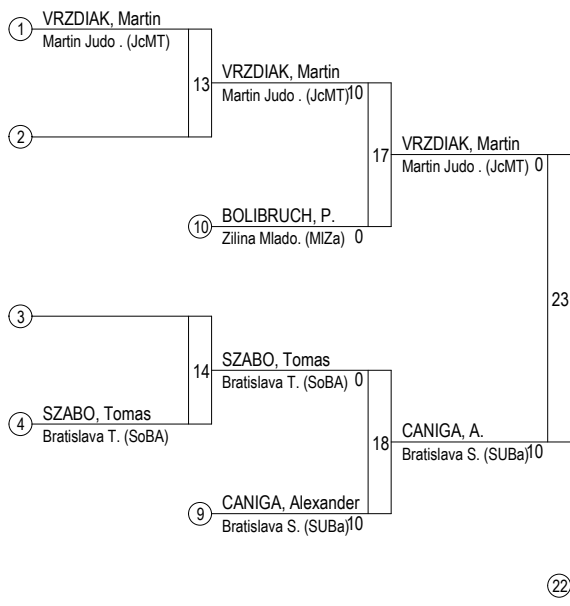 1 VRZDIAK, Martin
Martin Judo . (JcMT)
13
VRZDIAK, Martin
Martin Judo . (JcMT)10
2
17
VRZDIAK, Martin
Martin Judo . (JcMT) 0
10 BOLIBRUCH, P.
Zilina Mlado. (MlZa) 0
23
3
14
SZABO, Tomas
Bratislava T. (SoBA) 0
4 SZABO, Tomas
Bratislava T. (SoBA)
18
CANIGA, A.
Bratislava S. (SUBa)10
9 CANIGA, Alexander
Bratislava S. (SUBa)10
22